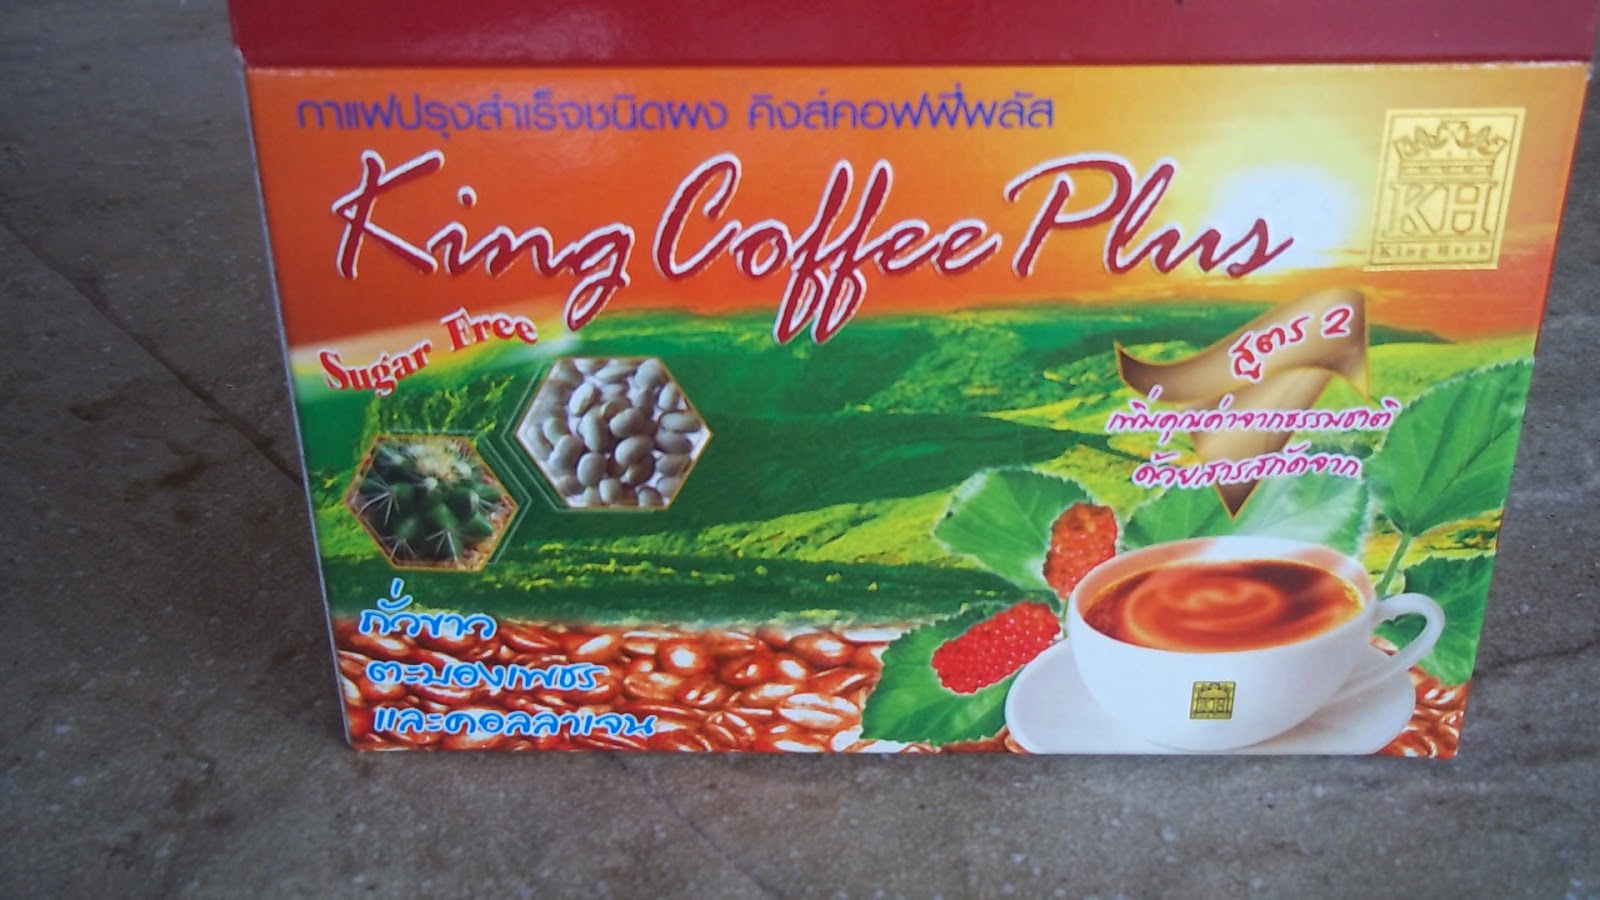 กาแฟปรุงสำเร็จชนิดผง คิงส์คอฟฟี่พลัส
King Coffee Plus
KH
King Herb
Sugar Free
สูตร 2
เพิ่มคุณค่าจากธรรมชาติ
ด้วยสารสกัดจาก
ถั่วขาว
ตะบองเพชร
และคอลลาเจน
KH